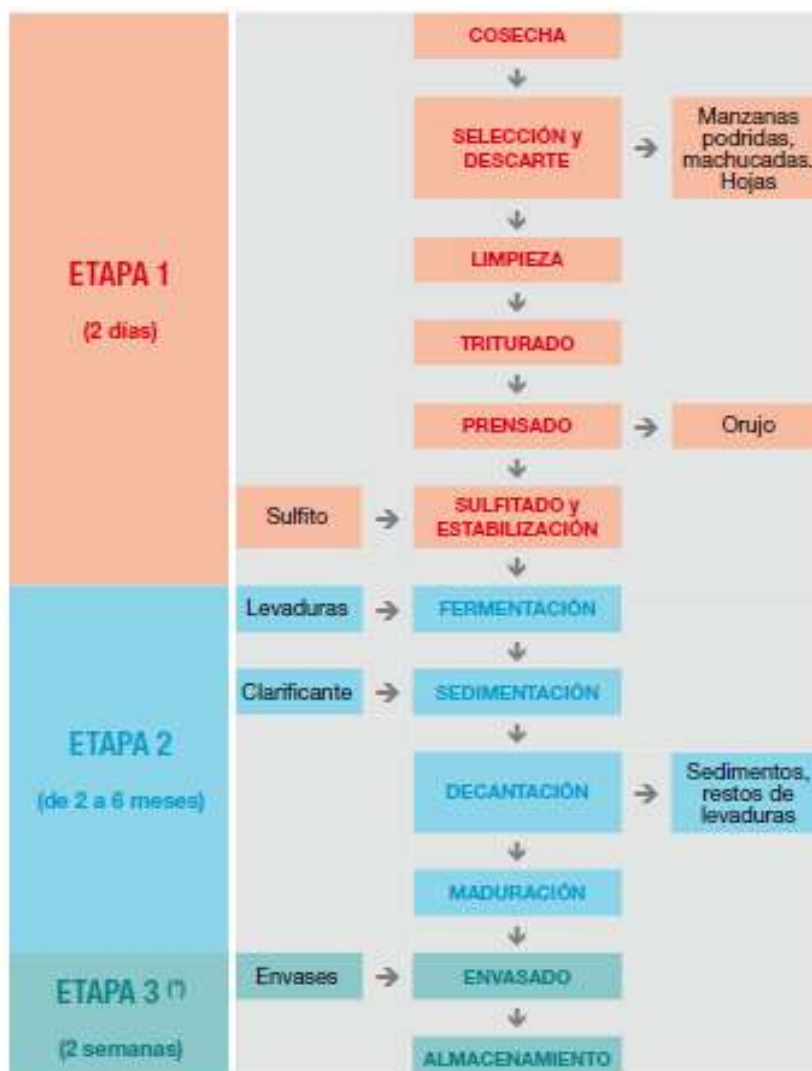 COSECHA
SELECCIÓN y
DESCARTE
Manzanas
podridas,
machucadas.
Hojas
LIMPIEZA
ETAPA 1
(2 días)
TRITURADO
PRENSADO
Orujo
Sulfito
SULFITADO y
ESTABILIZACIÓN
Levaduras
FERMENTACIÓN
Clarificante
SEDIMENTACIÓN
ETAPA 2
(de 2 a 6 meses)
DECANTACIÓN
Sedimentos,
restos de
levaduras
MADURACIÓN
ETAPA 3 (*)
(2 semanas)
Envases
ENVASADO
ALMACENAMIENTO